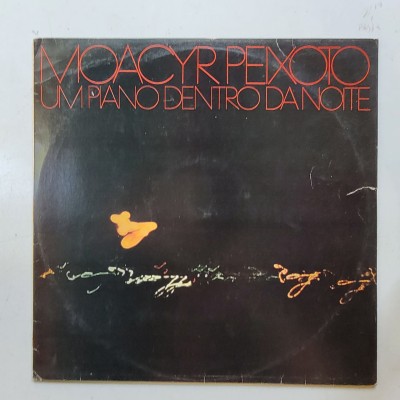 MOACYR PEIXOTO
UM PIANO DENTRO DA NOITE